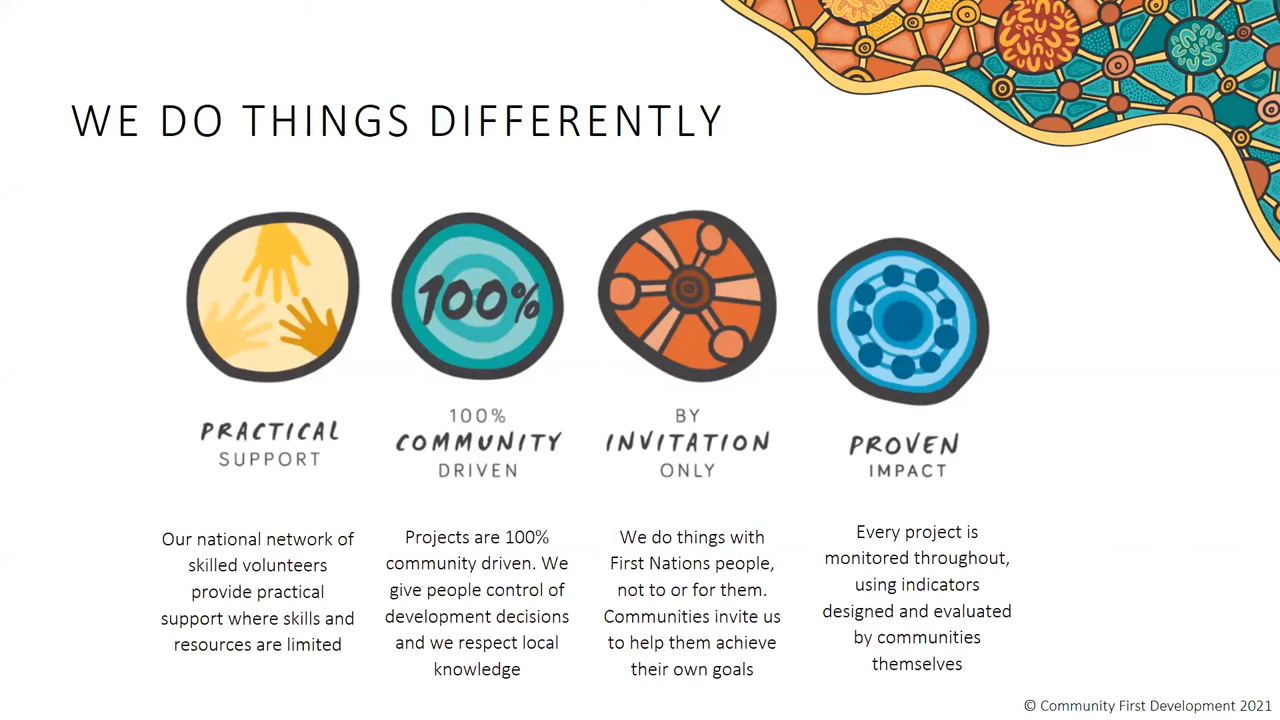 WE DO THINGS DIFFERENTLY
100%
PRACTICAL
SUPPORT
100%
COMMUNITY
DRIVEN
BY
INVITATION
ONLY
PROVEN
IMPACT
Our national network of
skilled volunteers
provide practical
support where skills and
resources are limited
Projects are 100%
community driven. We
give people control of
development decisions
and we respect local
knowledge
We do things with
First Nations people,
not to or for them.
Communities invite us
to help them achieve
their own goals
Every project is
monitored throughout,
using indicators
designed and evaluated
by communities
themselves
© Community First Development 2021